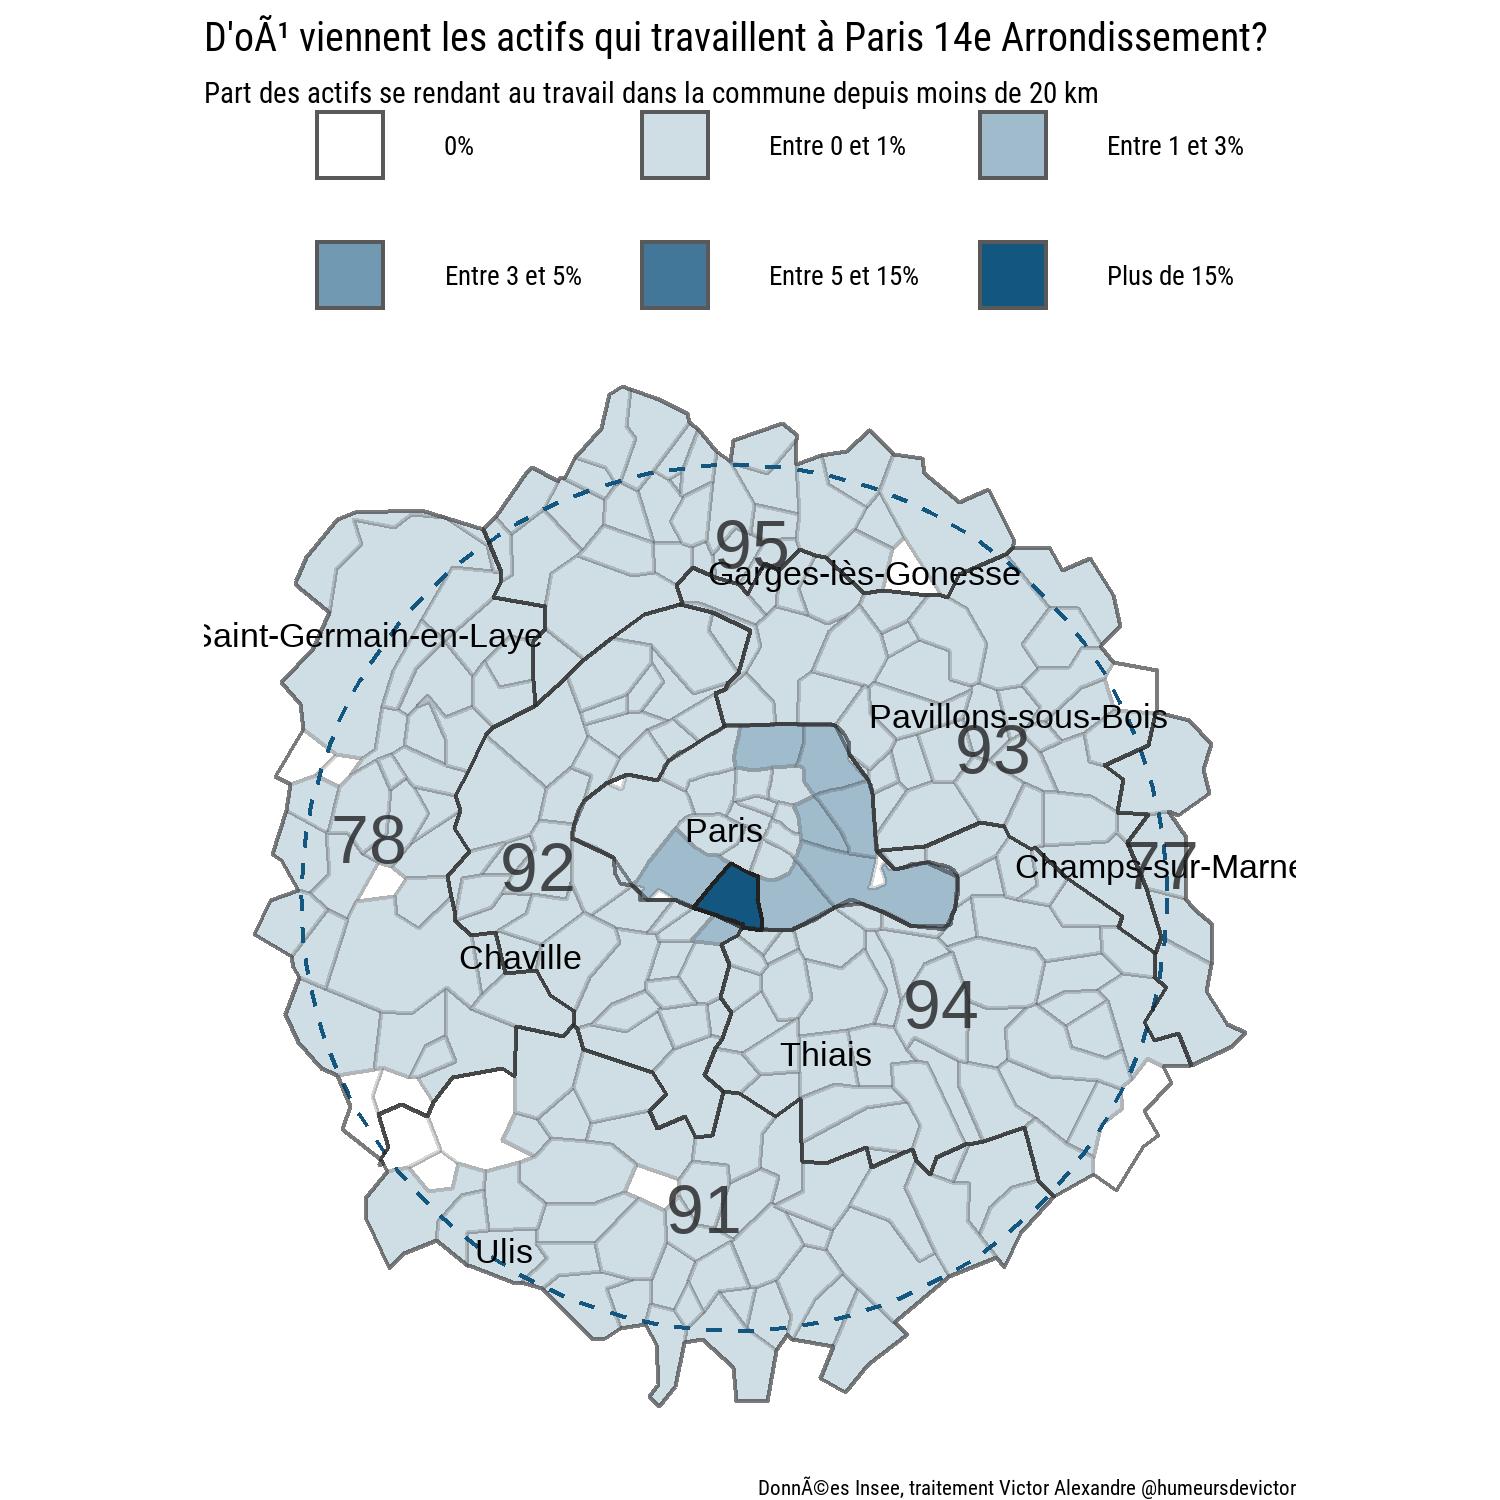 D'oÃ¹ viennent les actifs qui travaillent à Paris 14e Arrondissement?
Part des actifs se rendant au travail dans la commune depuis moins de 20 km
0%
Entre 0 et 1%
Entre 1 et 3%
Entre 3 et 5%
Entre 5 et 15%
Plus de 15%
95
Garges-lès-Gonesse
Saint-Germain-en-Laye
Pavillons-sous-Bois
93
Paris
78
92
77
Champs-sur-Marne
Chaville
94
Thiais
91
Ulis
DonnÃ©es Insee, traitement Victor Alexandre @humeursdevictor